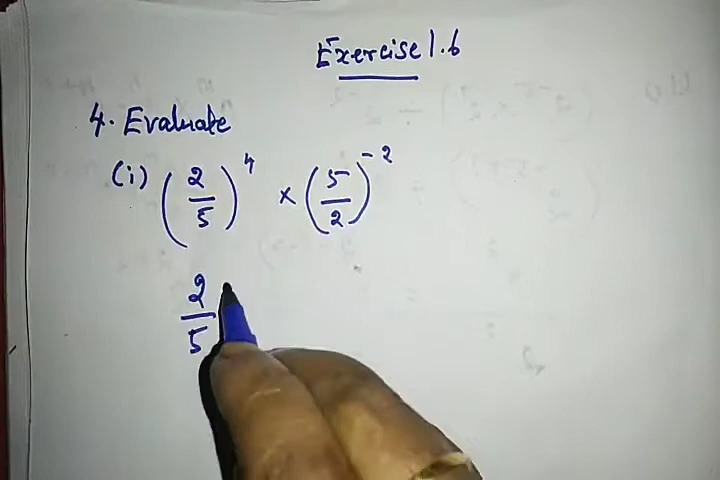 Exercise 1.6
4. Evaluate
(i) (2/5)^4 × (5/2)^-2
2/5